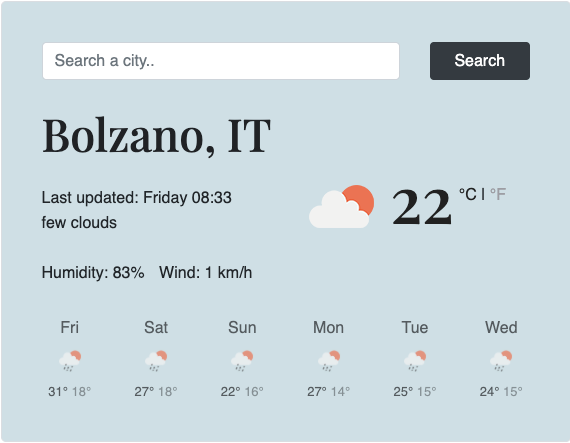 Search a city.. Search
Bolzano, IT
Last updated: Friday 08:33
few clouds
22 °C | °F
Humidity: 83% Wind: 1 km/h
Fri Sat Sun Mon Tue Wed
31° 18° 27° 18° 22° 16° 27° 14° 25° 15° 24° 15°